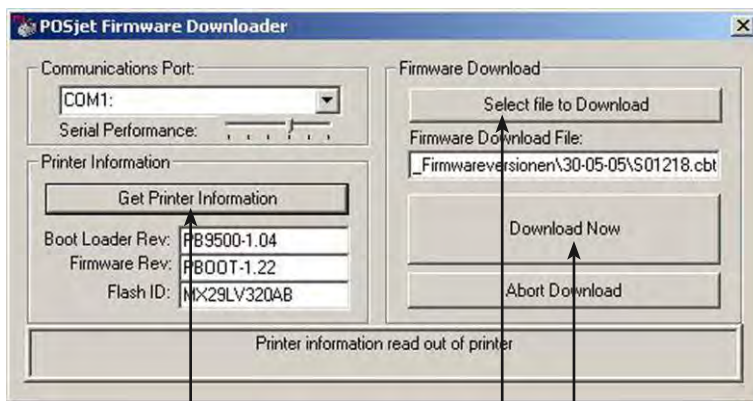 POSjet Firmware Downloader
Communications Port:
COM1:
Serial Performance:
Printer Information
Get Printer Information
Boot Loader Rev: PB9500-1.04
Firmware Rev: PBOOT-1.22
Flash ID: MX29LV320AB
Firmware Download
Select file to Download
Firmware Download File:
_Firmwareversionen\30-05-05\S01218.cbt
Download Now
Abort Download
Printer information read out of printer